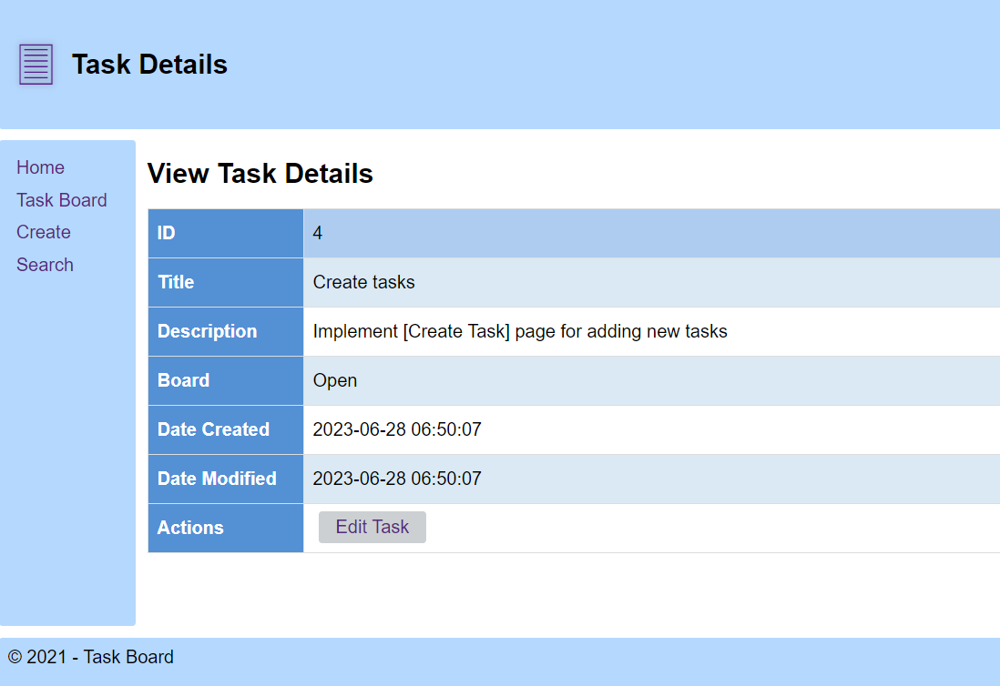 Task Details
Home
Task Board
Create
Search
View Task Details
ID 4
Title Create tasks
Description Implement [Create Task] page for adding new tasks
Board Open
Date Created 2023-06-28 06:50:07
Date Modified 2023-06-28 06:50:07
Actions Edit Task
© 2021 - Task Board